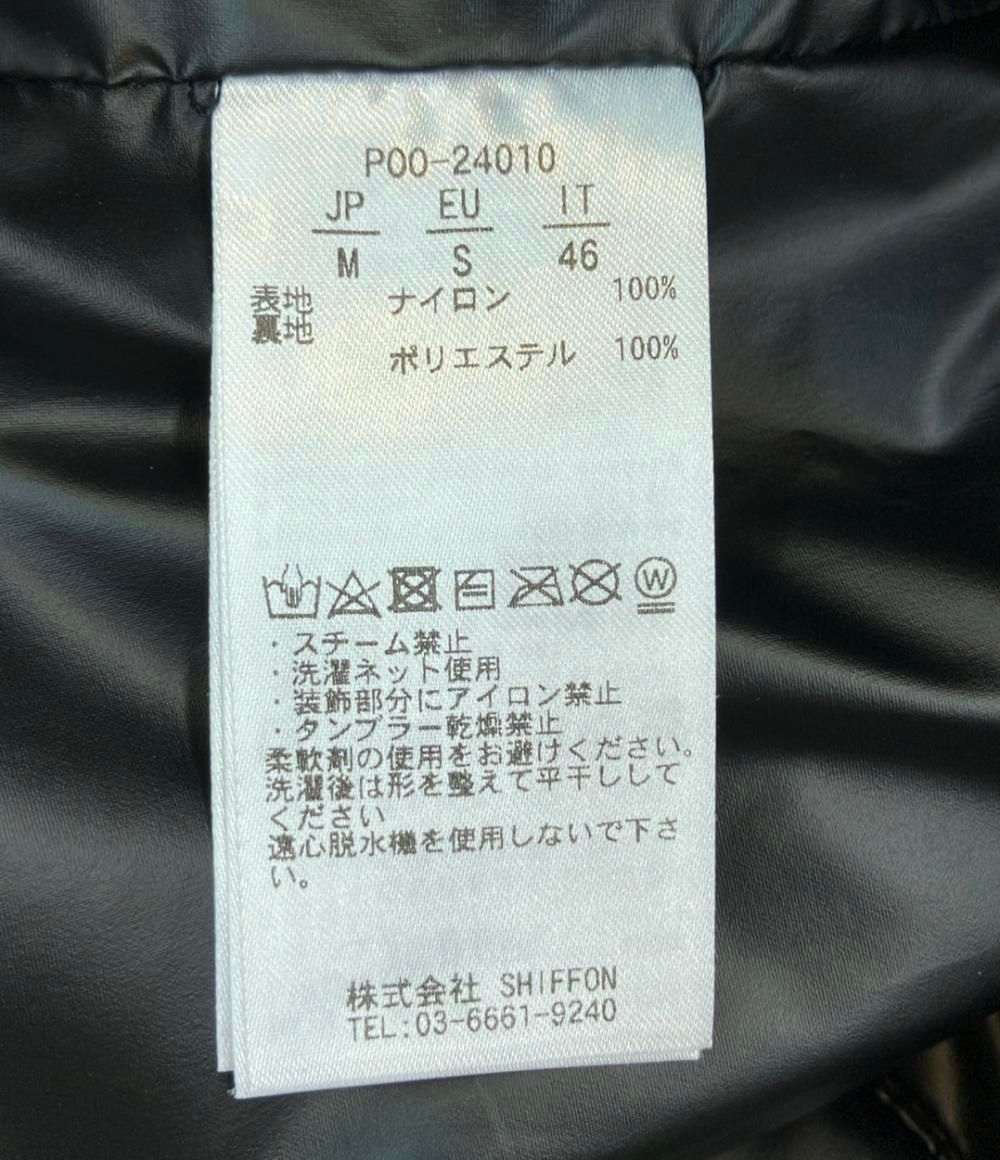 P00-24010
JP EU IT
M S 46
表地 ナイロン 100%
裏地
ポリエステル 100%
W
・スチーム禁止
・洗濯ネット使用
・装飾部分にアイロン禁止
・タンブラー乾燥禁止
柔軟剤の使用をお避けください。
洗濯後は形を整えて平干しして
ください
遠心脱水機を使用しないで下さ
い。
株式会社 SHIFFON
TEL:03-6661-9240